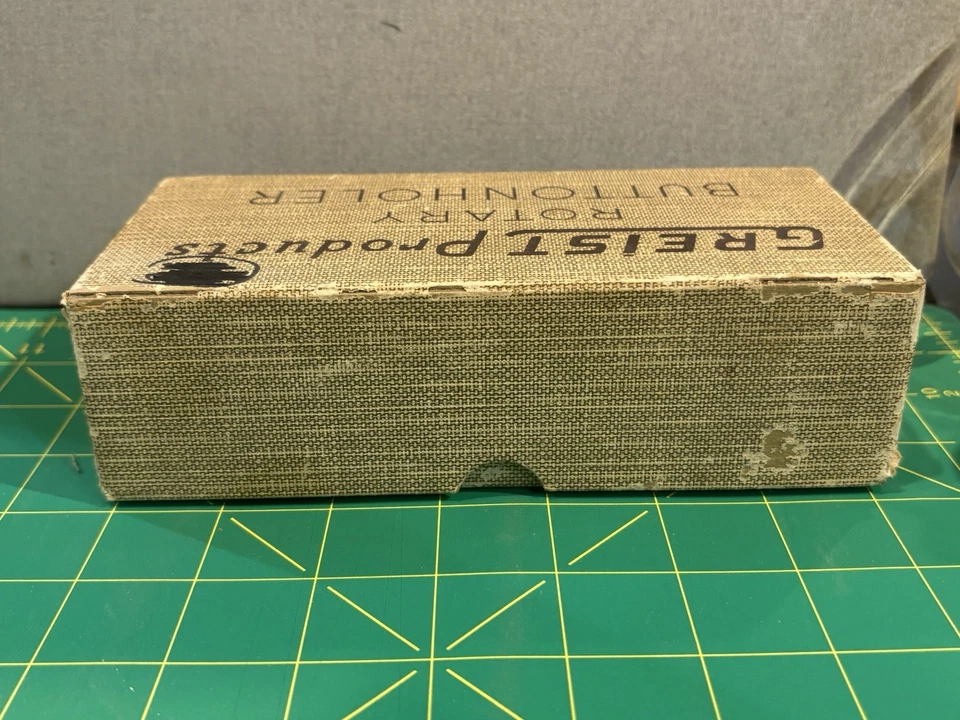 GREIST Products
ROTARY
BUTTONHOLER